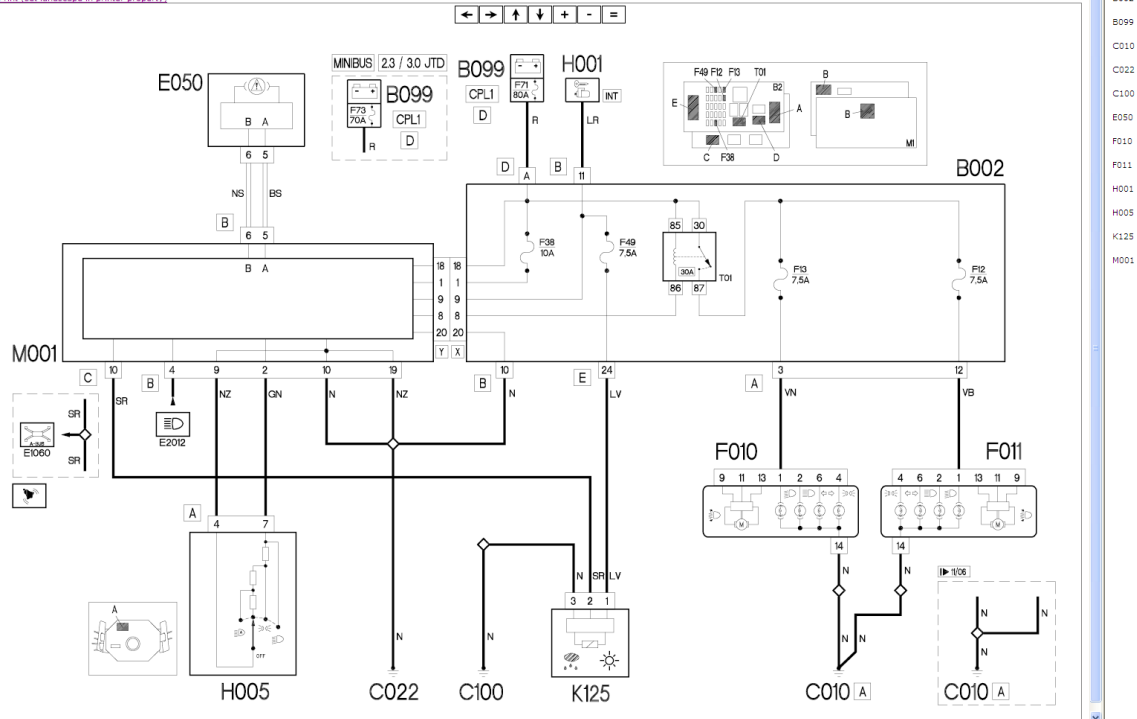 B099
C010
C022
C100
E050
F010
F011
H001
H005
K125
M001
+ - =
MINIBUS 2.3 / 3.0 JTD
B099
CPL1
D
F73
70A
R
B099
CPL1
D
F71
80A
R
H001
INT
LR
F49 F12 F13 T01
B2
E
A
C F38 D
B
B
M1
E050
B A
6 5
NS BS
B
6 5
B A
B002
D A
B 11
F38
10A
F49
7,5A
85 30
30A
T01
86 87
F13
7,5A
F12
7,5A
18 18
1 1
9 9
8 8
20 20
Y X
M001
C 10
B 4 9 2 10 19
B 10
E 24
A 3 12
SR
NZ
GN
N
NZ
N
LV
VN
VB
SR
A-BUS
E1060
SR
E2012
F010
9 11 13 1 2 6 4
M
14
F011
4 6 2 1 13 11 9
M
14
A 4 7
OFF
H005
A
N
C022
C100
N
N SR LV
3 2 1
K125
N N
N N
C010 A
11/06
N N
N
C010 A